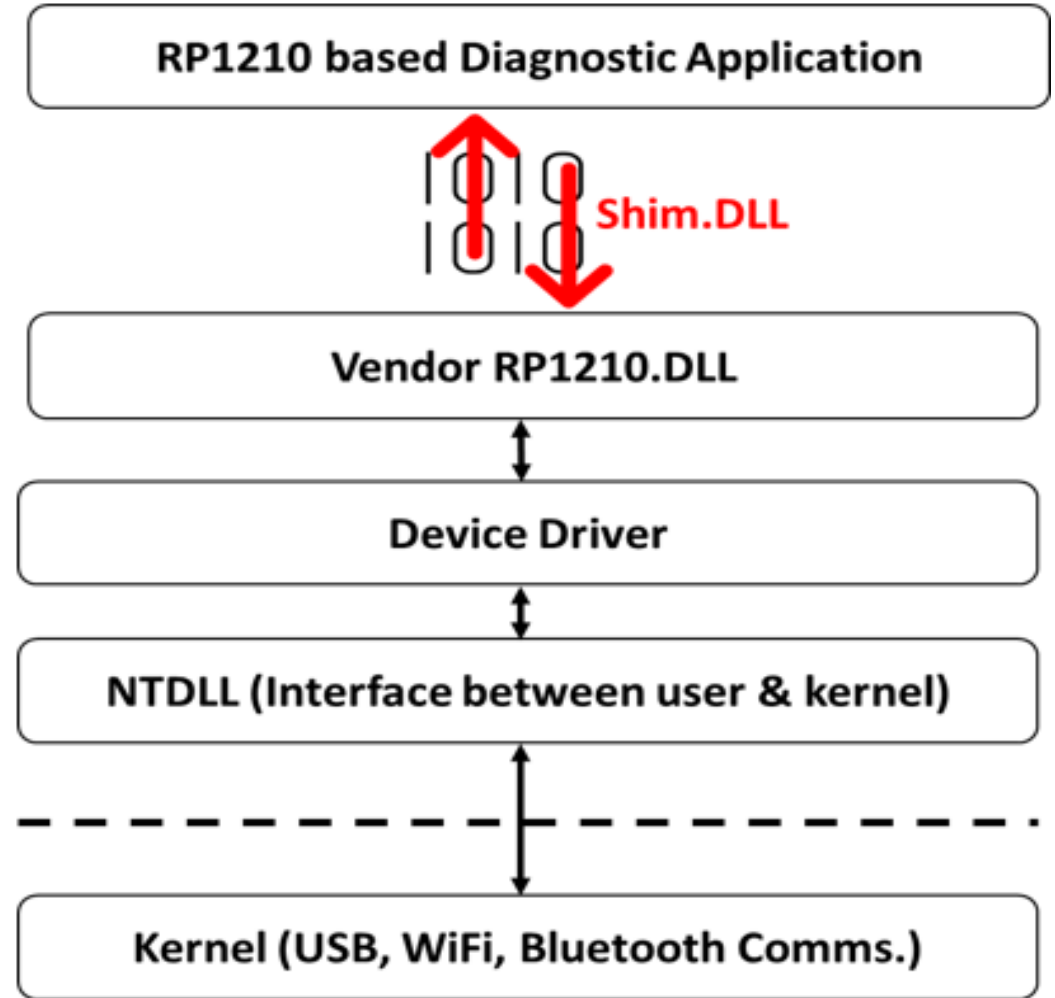 RP1210 based Diagnostic Application
Shim.DLL
Vendor RP1210.DLL
Device Driver
NTDLL (Interface between user & kernel)
Kernel (USB, WiFi, Bluetooth Comms.)